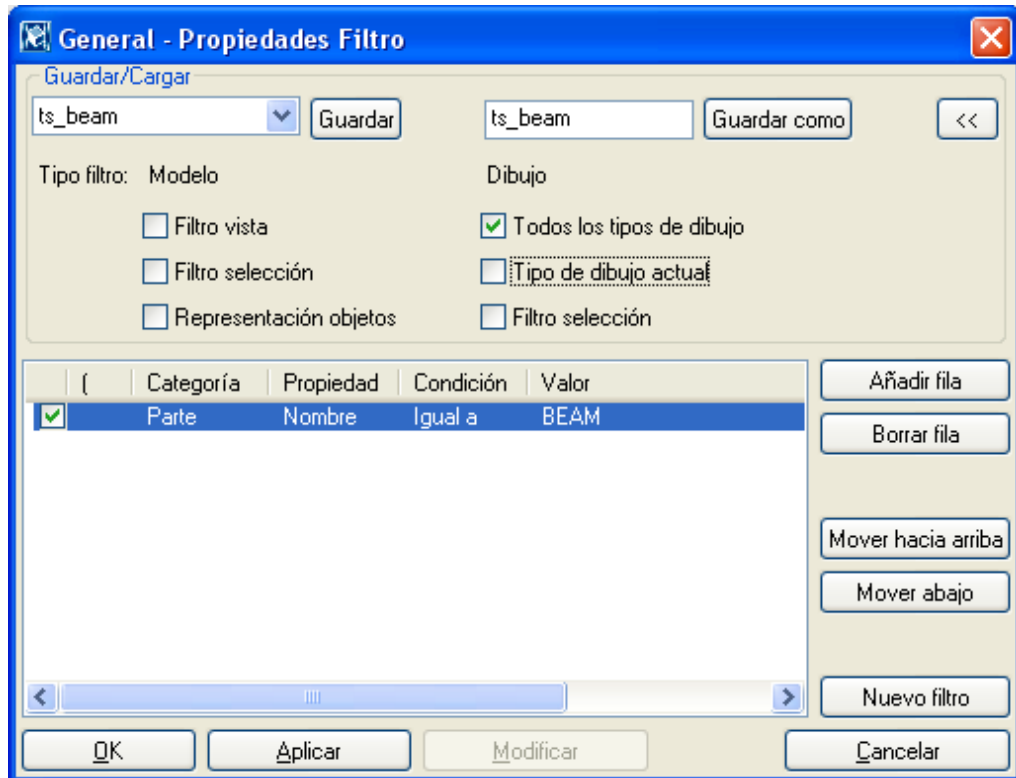 General - Propiedades Filtro
Guardar/Cargar
ts_beam Guardar ts_beam Guardar como <<
Tipo filtro: Modelo Dibujo
Filtro vista Todos los tipos de dibujo
Filtro selección Tipo de dibujo actual
Representación objetos Filtro selección
( Categoría Propiedad Condición Valor Añadir fila
Parte Nombre Igual a BEAM
Borrar fila
Mover hacia arriba
Mover abajo
Nuevo filtro
OK Aplicar Modificar Cancelar